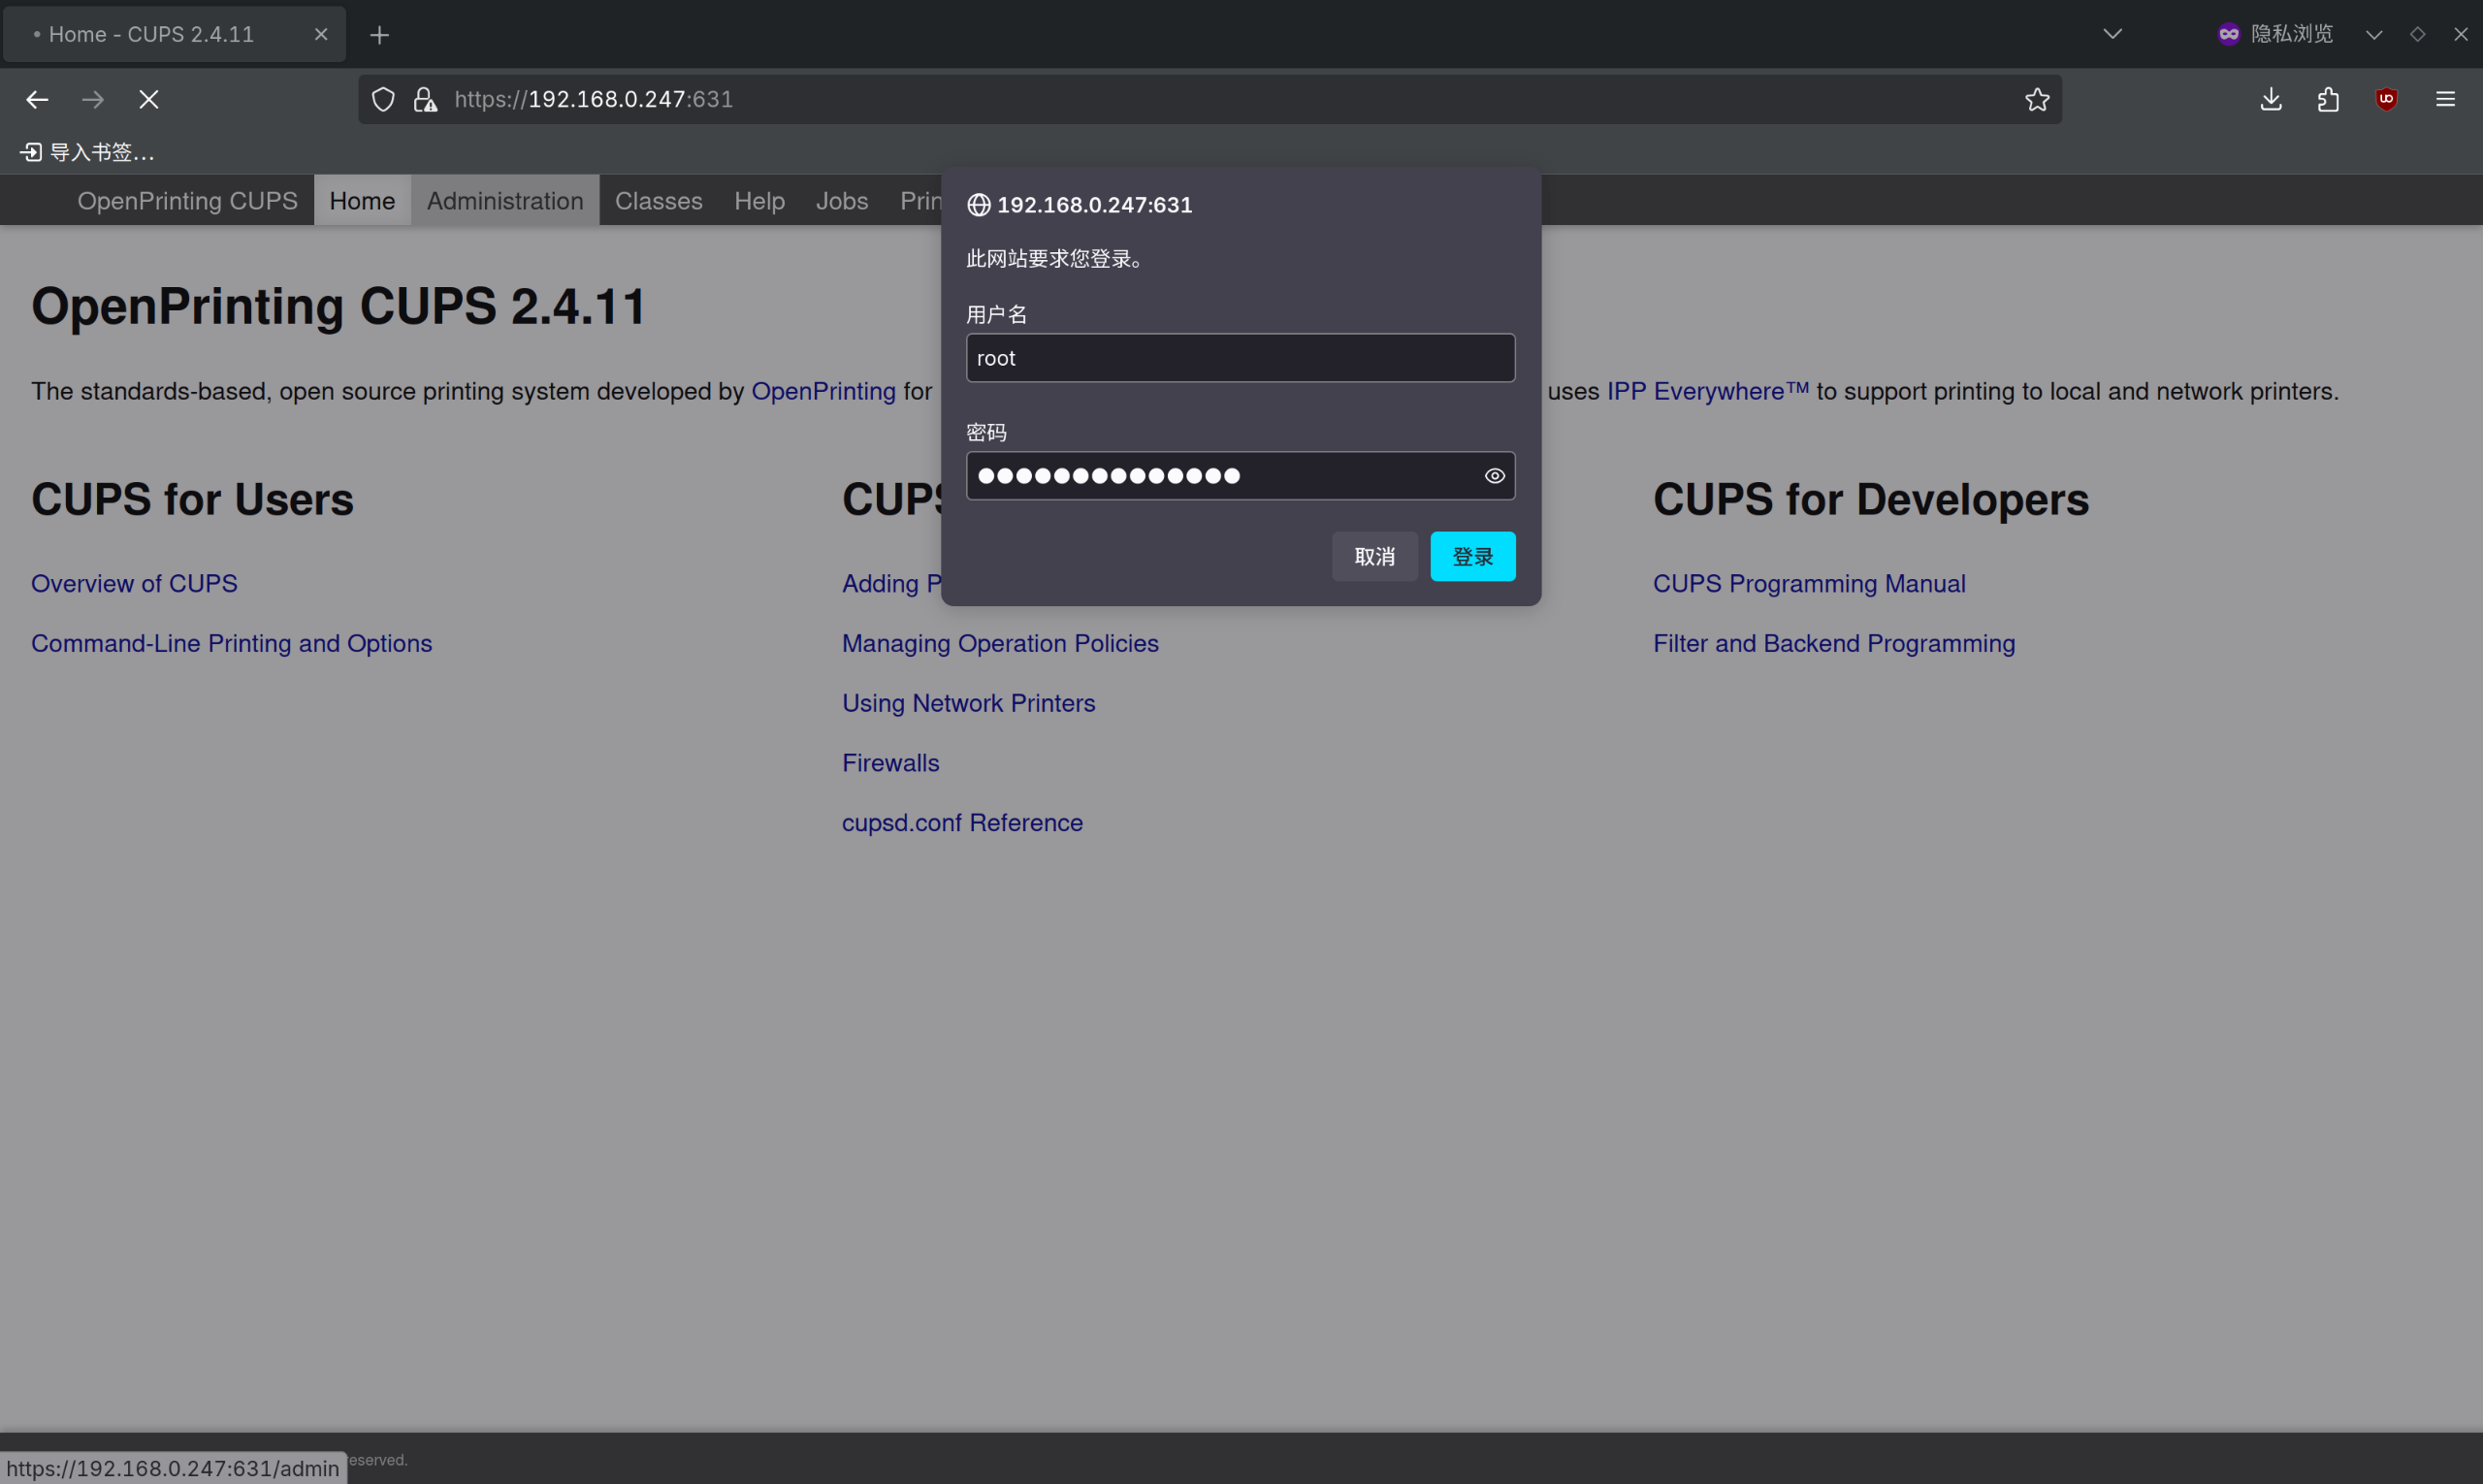 Home - CUPS 2.4.11
隐私浏览
https://192.168.0.247:631
导入书签…
OpenPrinting CUPS Home Administration Classes Help Jobs
192.168.0.247:631
此网站要求您登录。
用户名
root
密码
取消 登录
OpenPrinting CUPS 2.4.11
The standards-based, open source printing system developed by OpenPrinting for
uses IPP Everywhere™ to support printing to local and network printers.
CUPS for Users
Overview of CUPS
Command-Line Printing and Options
CUPS
Adding P
Managing Operation Policies
Using Network Printers
Firewalls
cupsd.conf Reference
CUPS for Developers
CUPS Programming Manual
Filter and Backend Programming
https://192.168.0.247:631/admin
eserved.